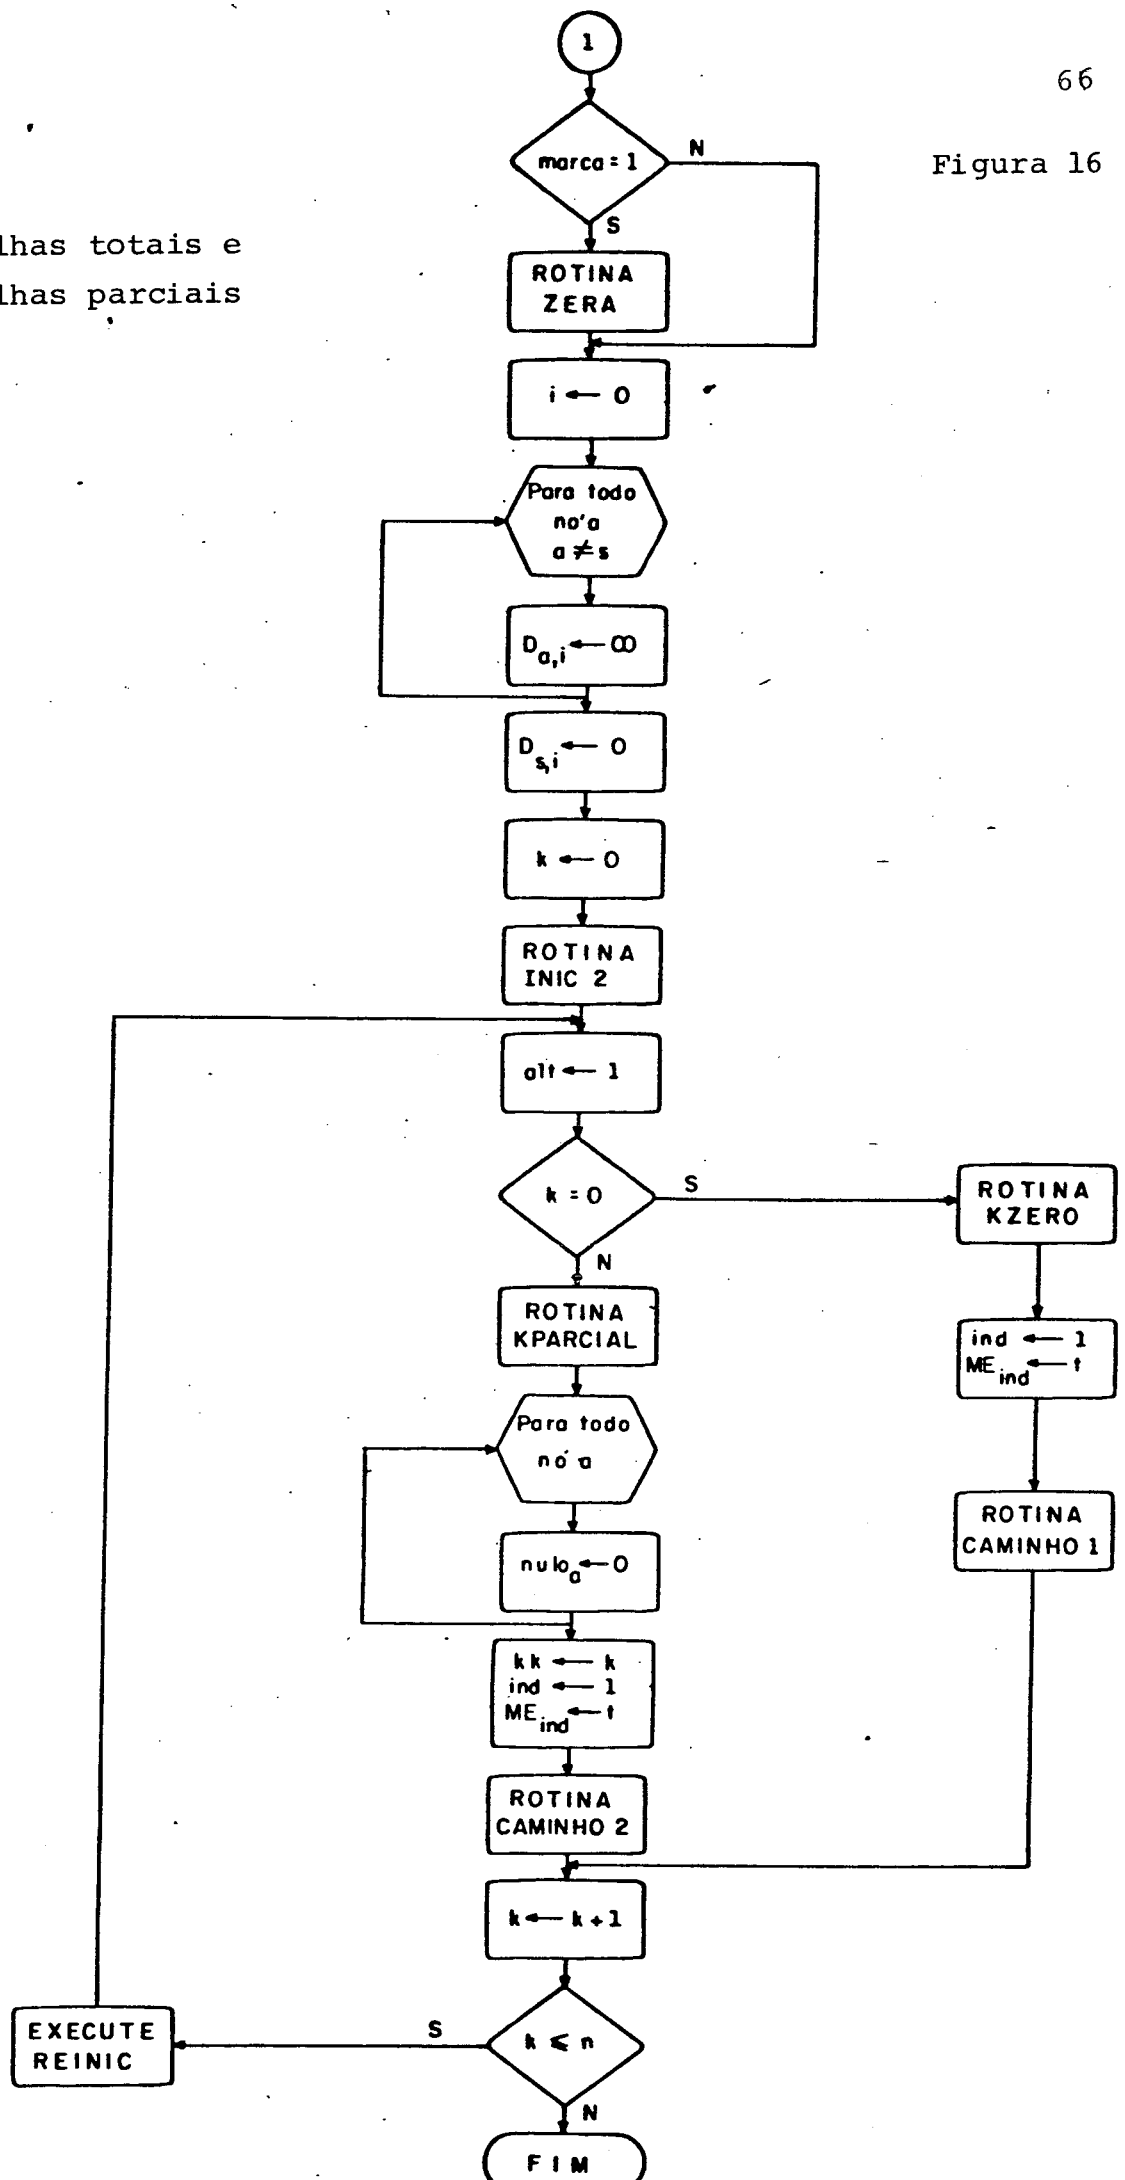 1
66
marca = 1
N
Figura 16
S
lhas totais e
ROTINA
ZERA
lhas parciais
i ← 0
Para todo
no'a
a ≠ s
D a,i ← ∞
D s,i ← 0
k ← 0
ROTINA
INIC 2
alt ← 1
k = 0
S
ROTINA
KZERO
N
ROTINA
KPARCIAL
ind ← 1
ME ind ← t
Para todo
nó a
ROTINA
CAMINHO 1
nulo a ← 0
kk ← k
ind ← 1
ME ind ← t
ROTINA
CAMINHO 2
k ← k + 1
k ≤ n
S
EXECUTE
REINIC
N
FIM